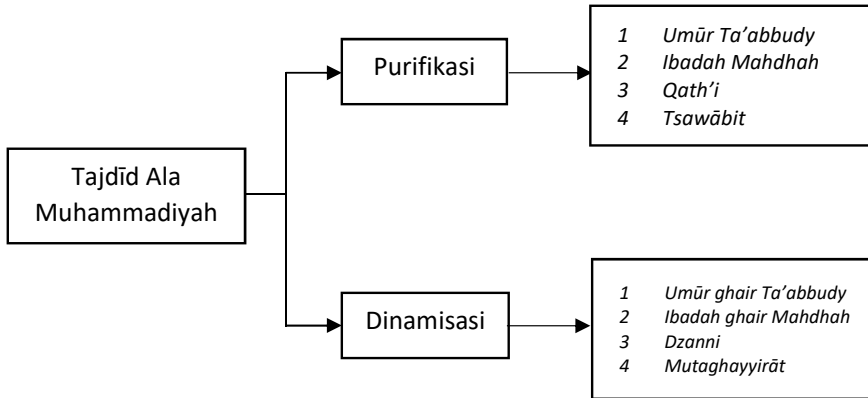 Tajdīd Ala
Muhammadiyah
Purifikasi
1 Umūr Ta’abbudy
2 Ibadah Mahdhah
3 Qath’i
4 Tsawābit
Dinamisasi
1 Umūr ghair Ta’abbudy
2 Ibadah ghair Mahdhah
3 Dzanni
4 Mutaghayyirāt